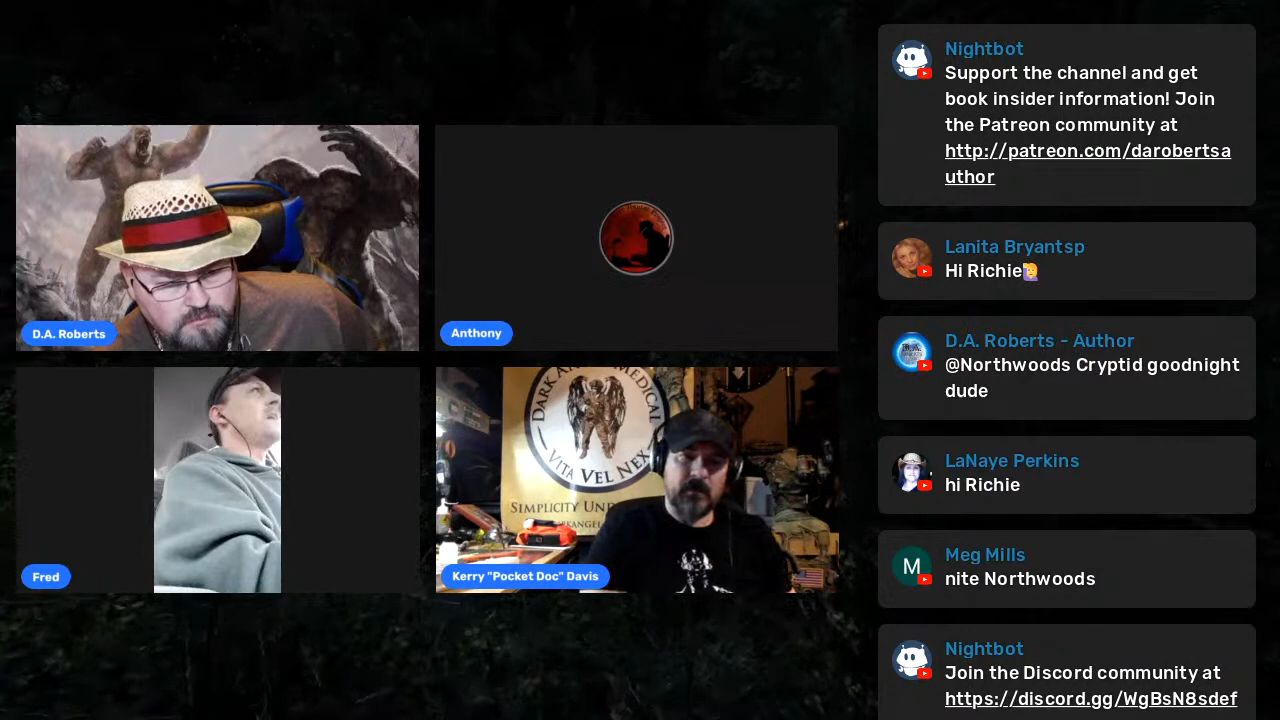 D.A. Roberts
Anthony
Fred
DARK ANGEL MEDICAL
VITA VEL NEX
SIMPLICITY UND
Kerry "Pocket Doc" Davis
Nightbot
Support the channel and get
book insider information! Join
the Patreon community at
http://patreon.com/darobertsa
uthor
Lanita Bryantsp
Hi Richie🙋
D.A. Roberts - Author
@Northwoods Cryptid goodnight
dude
LaNaye Perkins
hi Richie
M
Meg Mills
nite Northwoods
Nightbot
Join the Discord community at
https://discord.gg/WgBsN8sdef